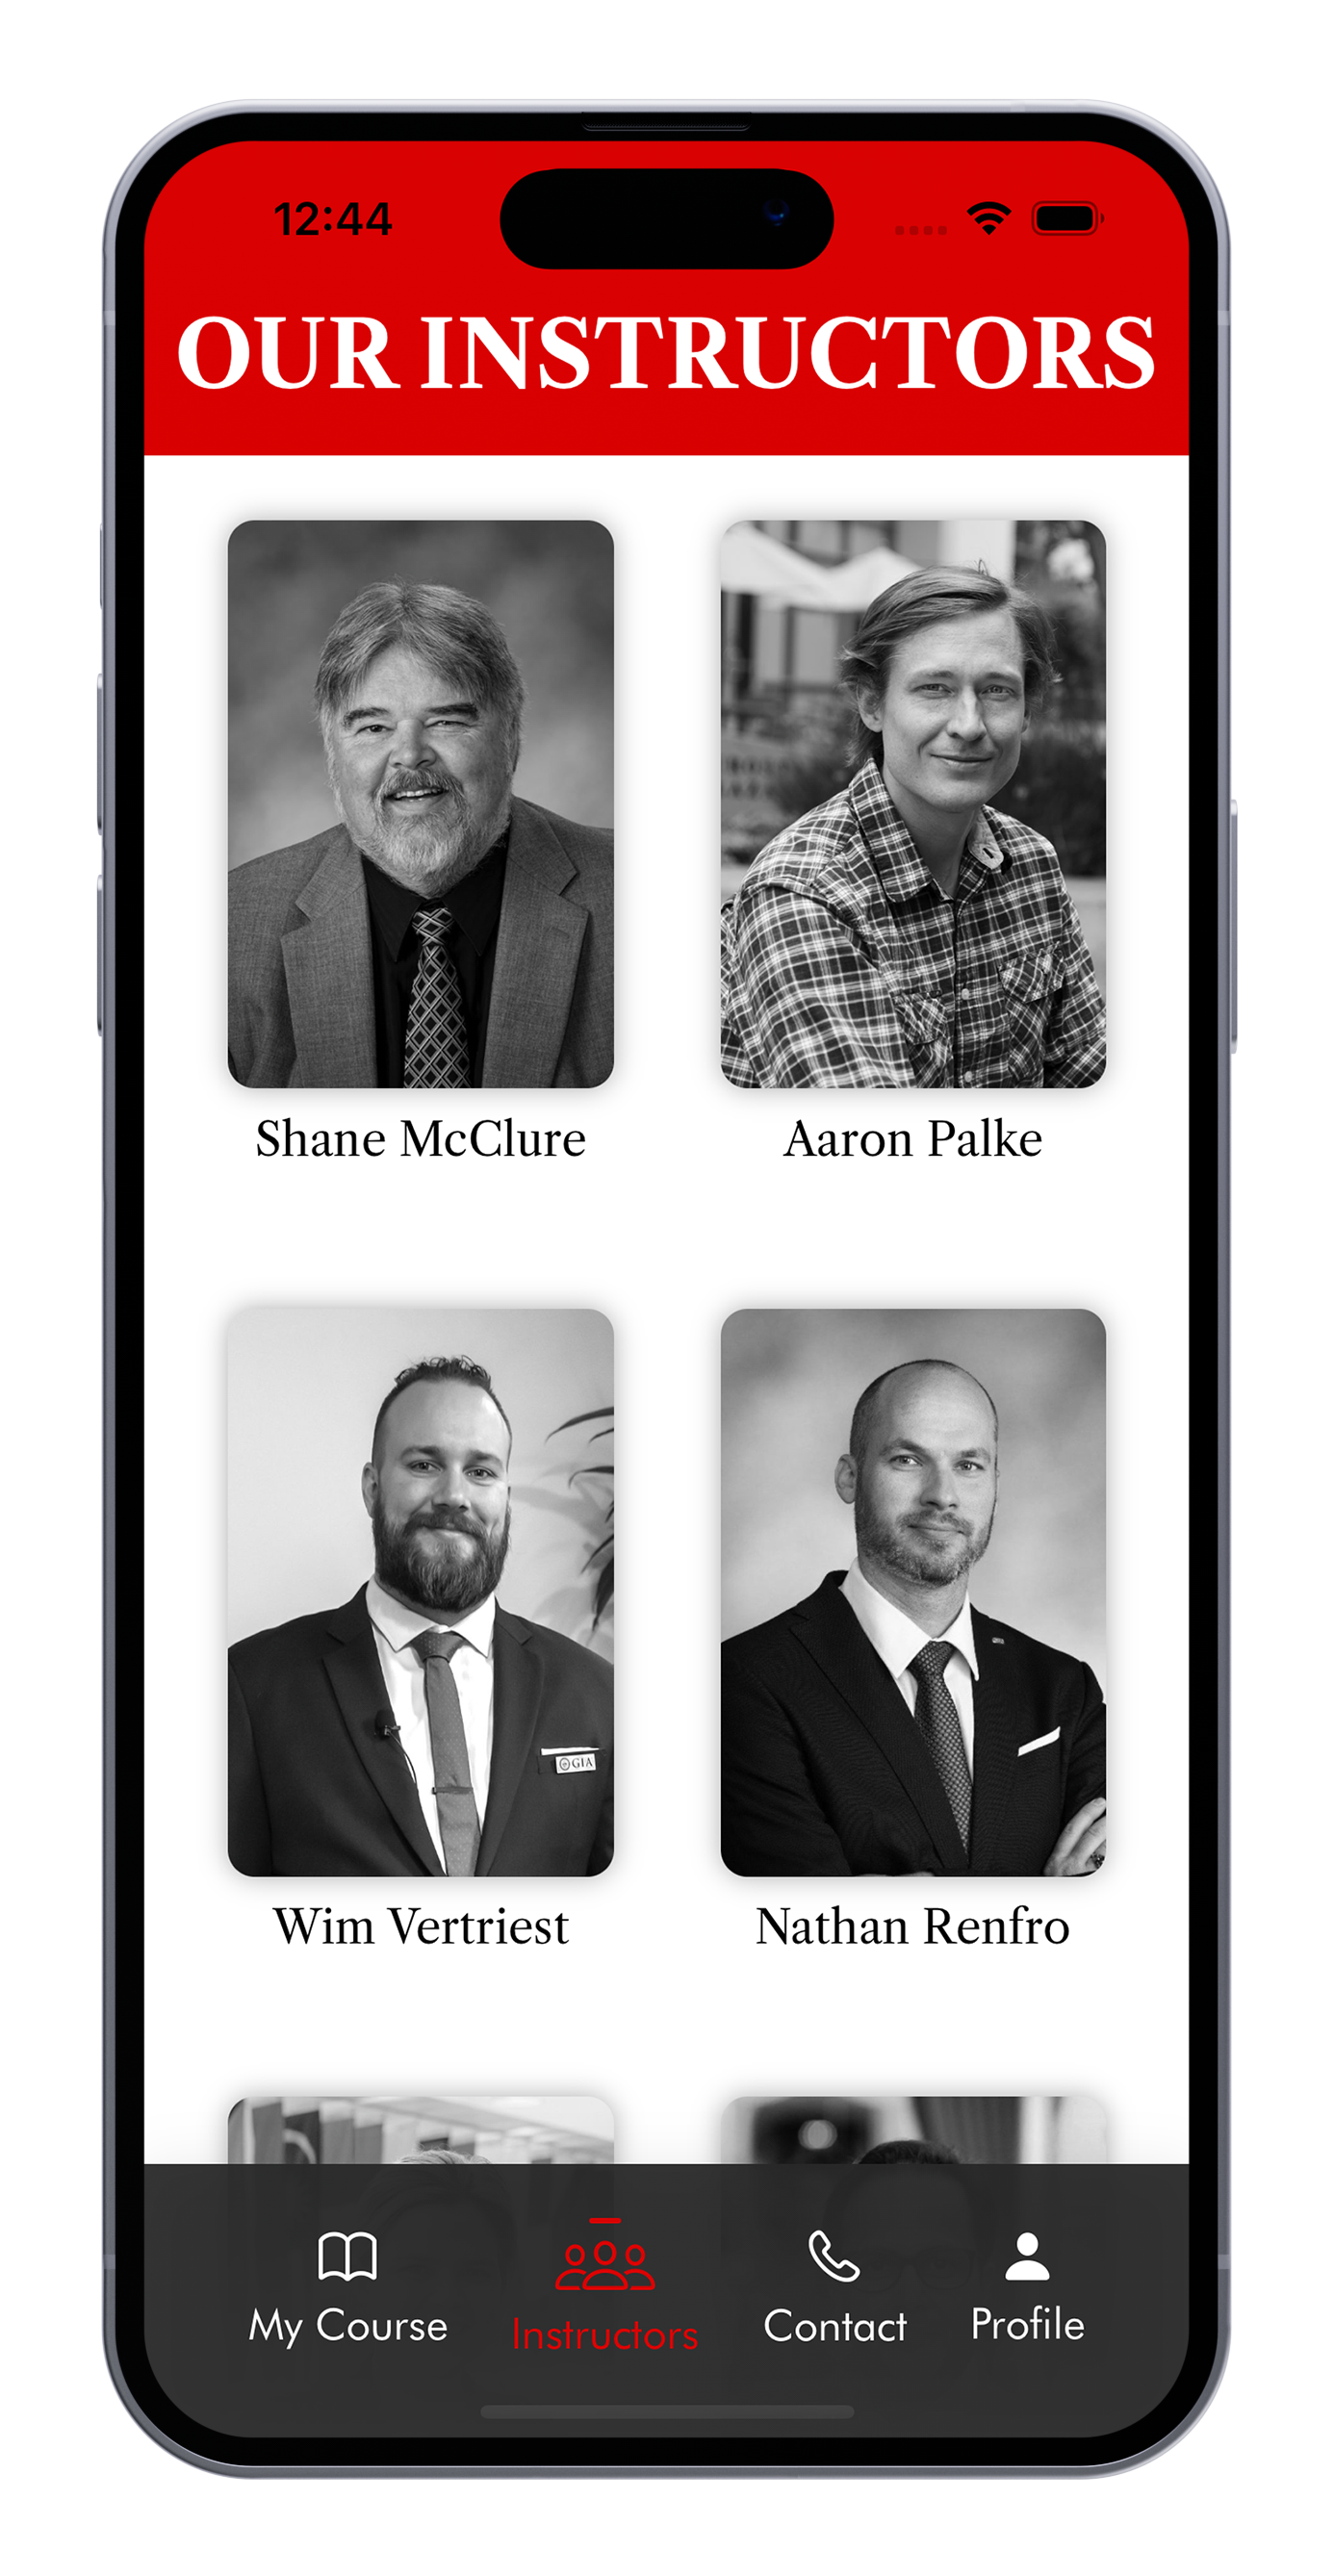 12:44
OUR INSTRUCTORS
Shane McClure
Aaron Palke
GIA
Wim Vertriest
Nathan Renfro
My Course
Instructors
Contact
Profile